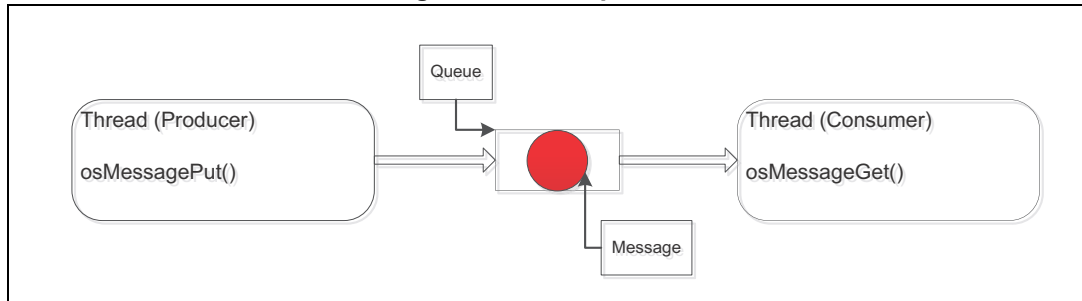 Queue
Thread (Producer)
osMessagePut()
Thread (Consumer)
osMessageGet()
Message